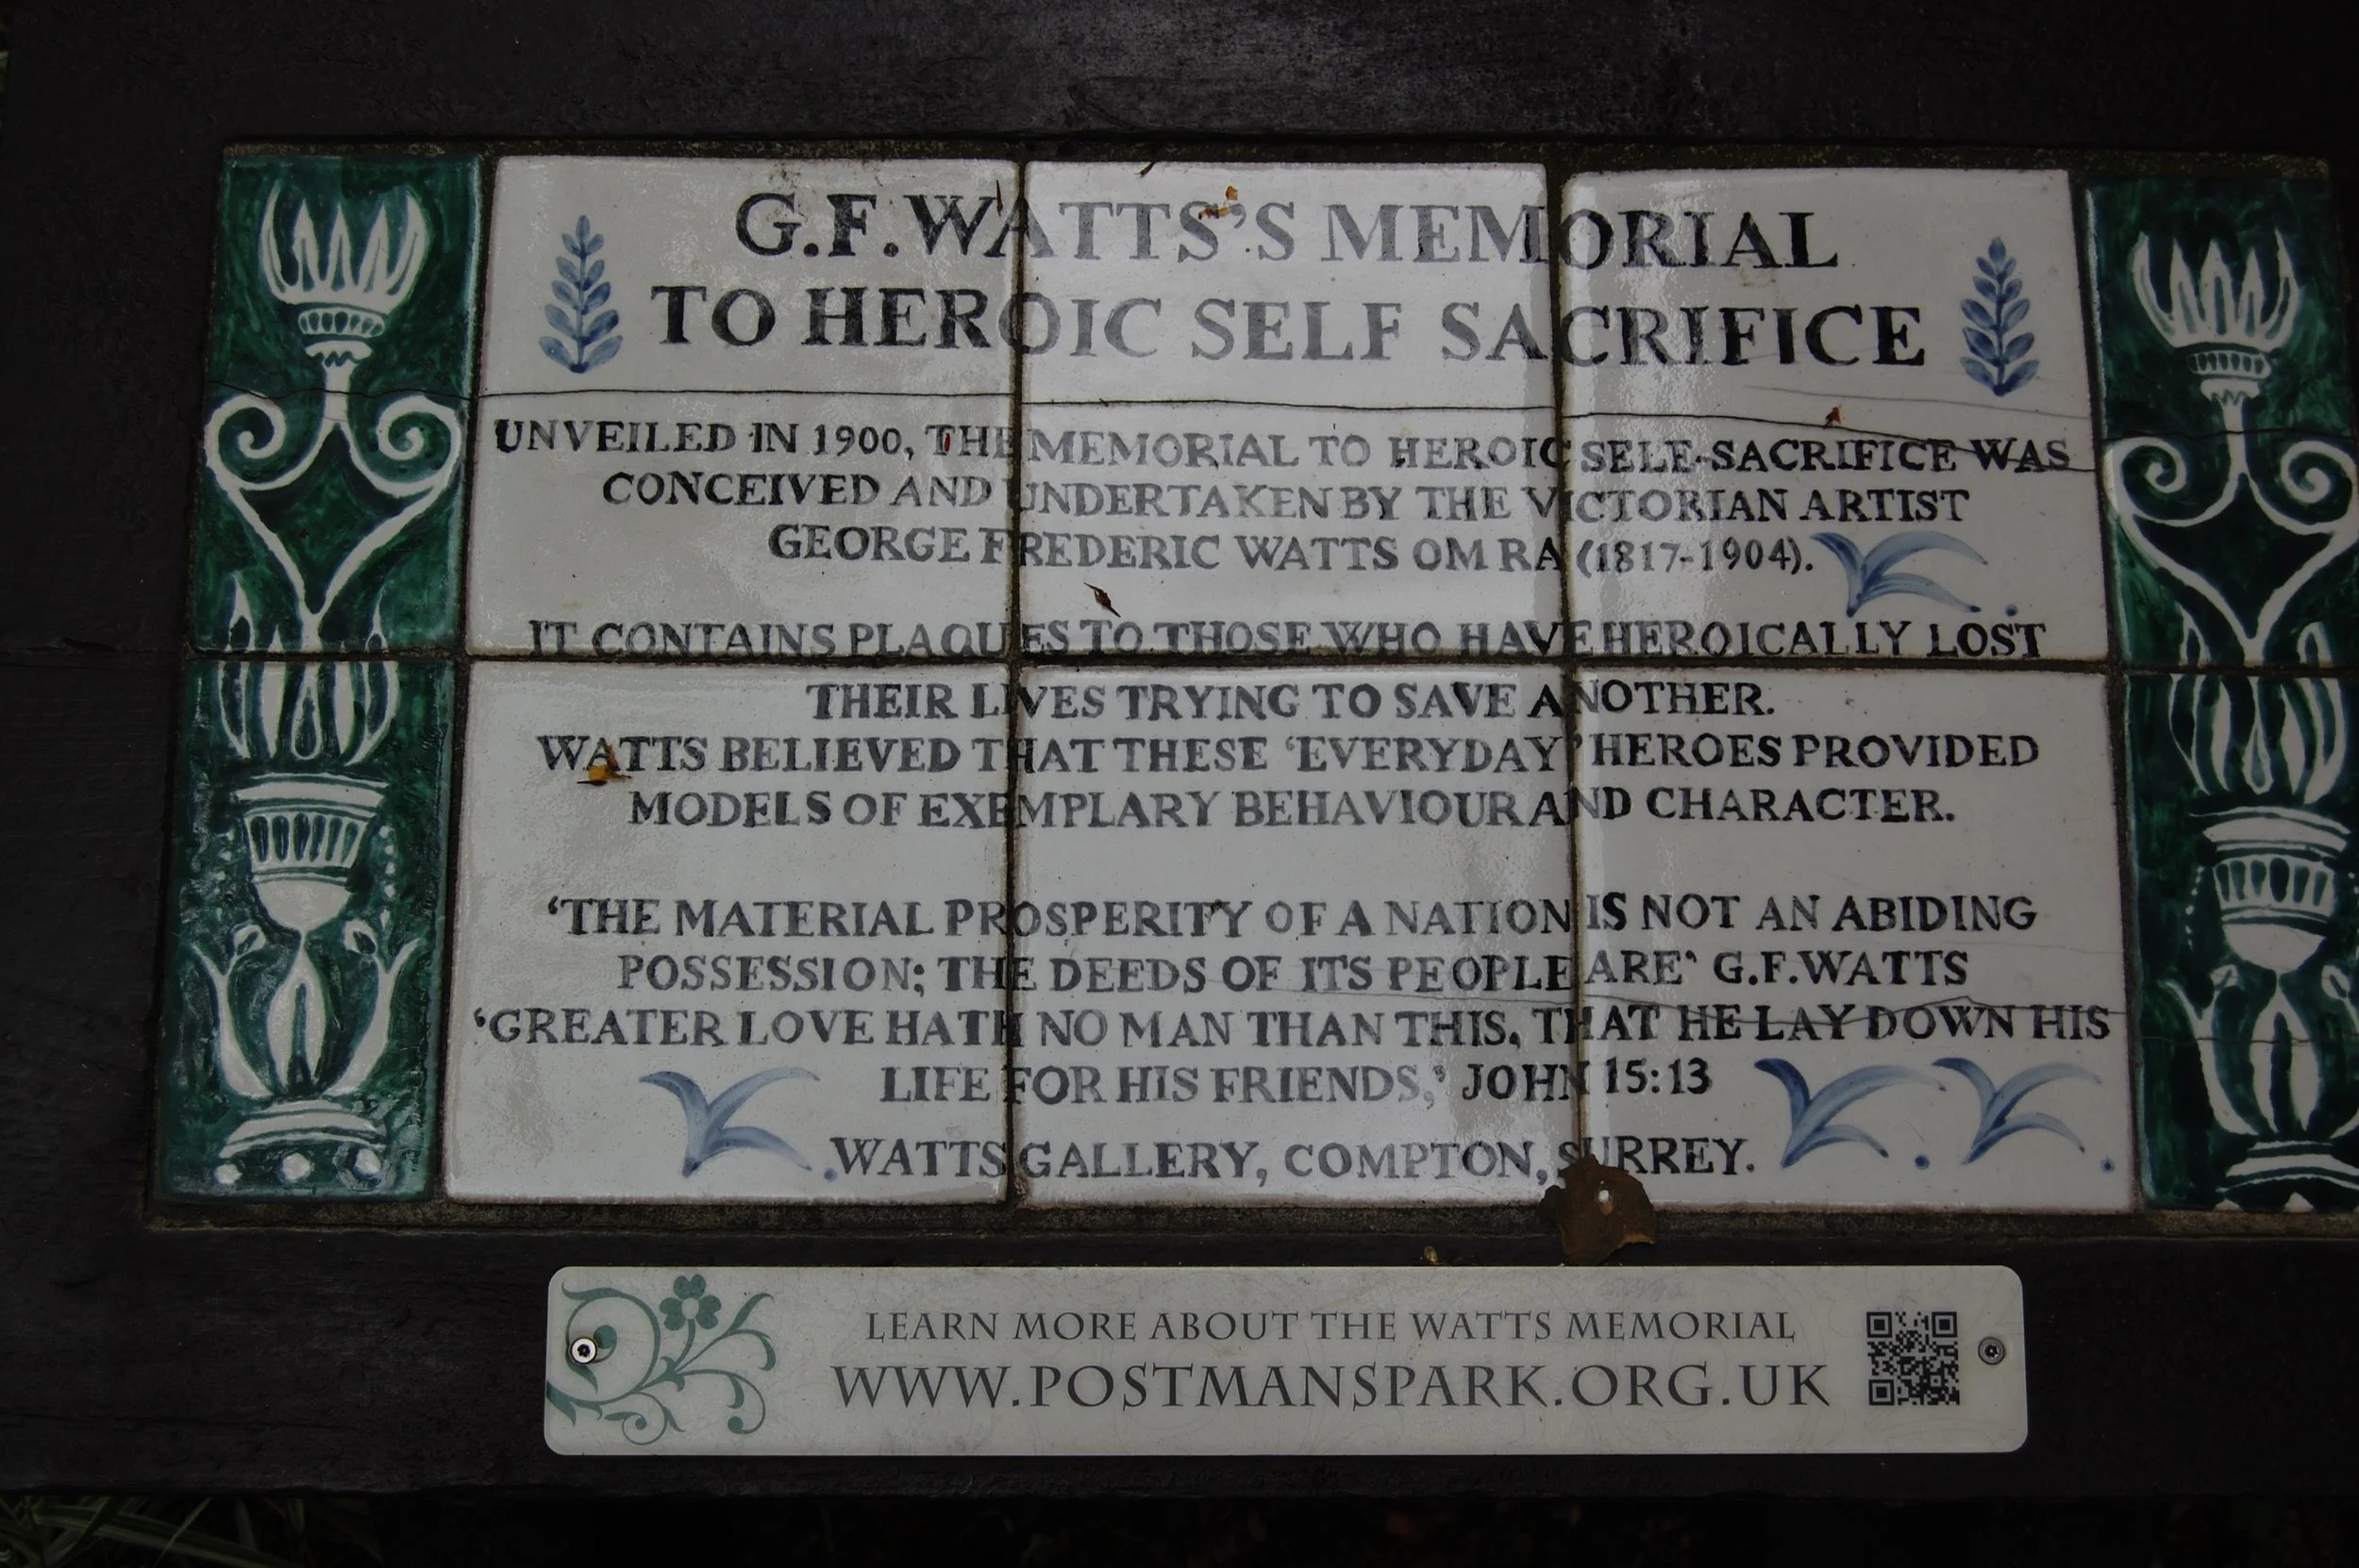 G.F.WATTS'S MEMORIAL
TO HEROIC SELF SACRIFICE
UNVEILED IN 1900, THE MEMORIAL TO HEROIC SELF-SACRIFICE WAS
CONCEIVED AND UNDERTAKEN BY THE VICTORIAN ARTIST
GEORGE FREDERIC WATTS OM RA (1817-1904).
IT CONTAINS PLAQUES TO THOSE WHO HAVE HEROICALLY LOST
THEIR LIVES TRYING TO SAVE ANOTHER.
WATTS BELIEVED THAT THESE 'EVERYDAY' HEROES PROVIDED
MODELS OF EXEMPLARY BEHAVIOUR AND CHARACTER.
'THE MATERIAL PROSPERITY OF A NATION IS NOT AN ABIDING
POSSESSION; THE DEEDS OF ITS PEOPLE ARE' G.F.WATTS
'GREATER LOVE HATH NO MAN THAN THIS, THAT HE LAY DOWN HIS
LIFE FOR HIS FRIENDS,' JOHN 15:13
WATTS GALLERY, COMPTON, SURREY.
LEARN MORE ABOUT THE WATTS MEMORIAL
WWW.POSTMANSPARK.ORG.UK